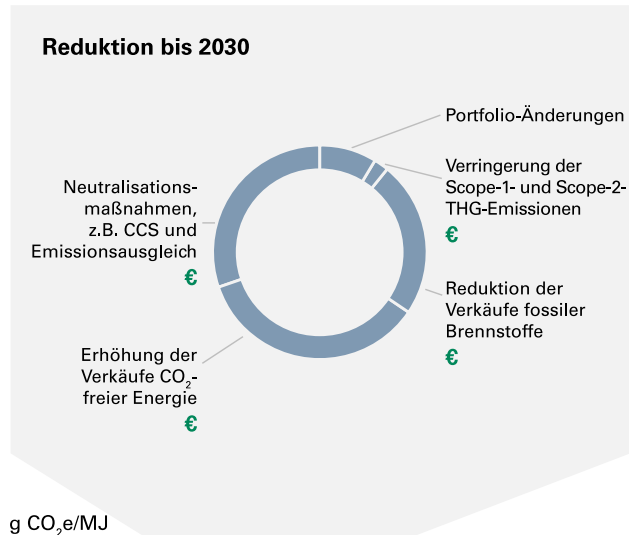 Reduktion bis 2030
Portfolio-Änderungen
Verringerung der
Scope-1- und Scope-2-
THG-Emissionen
€
Reduktion der
Verkäufe fossiler
Brennstoffe
€
Erhöhung der
Verkäufe CO₂-
freier Energie
€
Neutralisations-
maßnahmen,
z.B. CCS und
Emissionsausgleich
€
g CO₂e/MJ